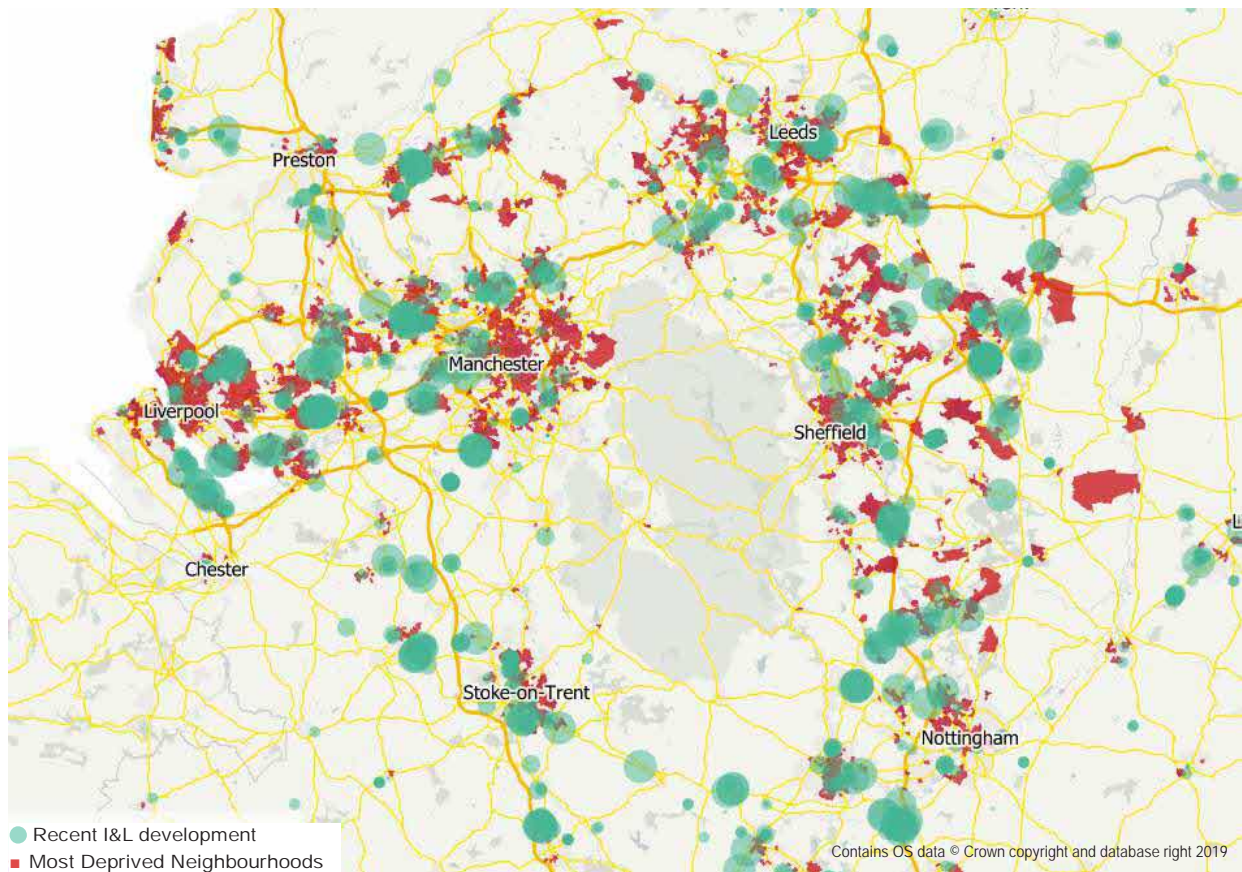 Leeds
Preston
Manchester
Liverpool
Sheffield
Chester
Stoke-on-Trent
Nottingham
Recent I&L development
Most Deprived Neighbourhoods
Contains OS data © Crown copyright and database right 2019